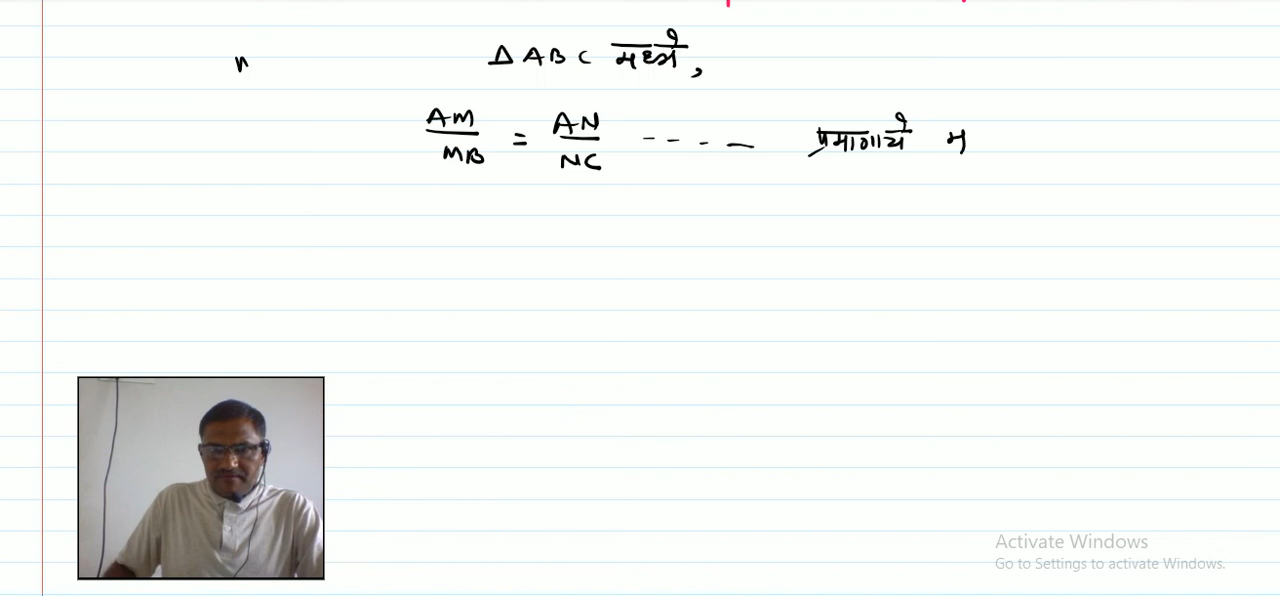 Δ ABC मध्ये,
AM/MB = AN/NC ---- प्रमाणाचे म
Activate Windows
Go to Settings to activate Windows.